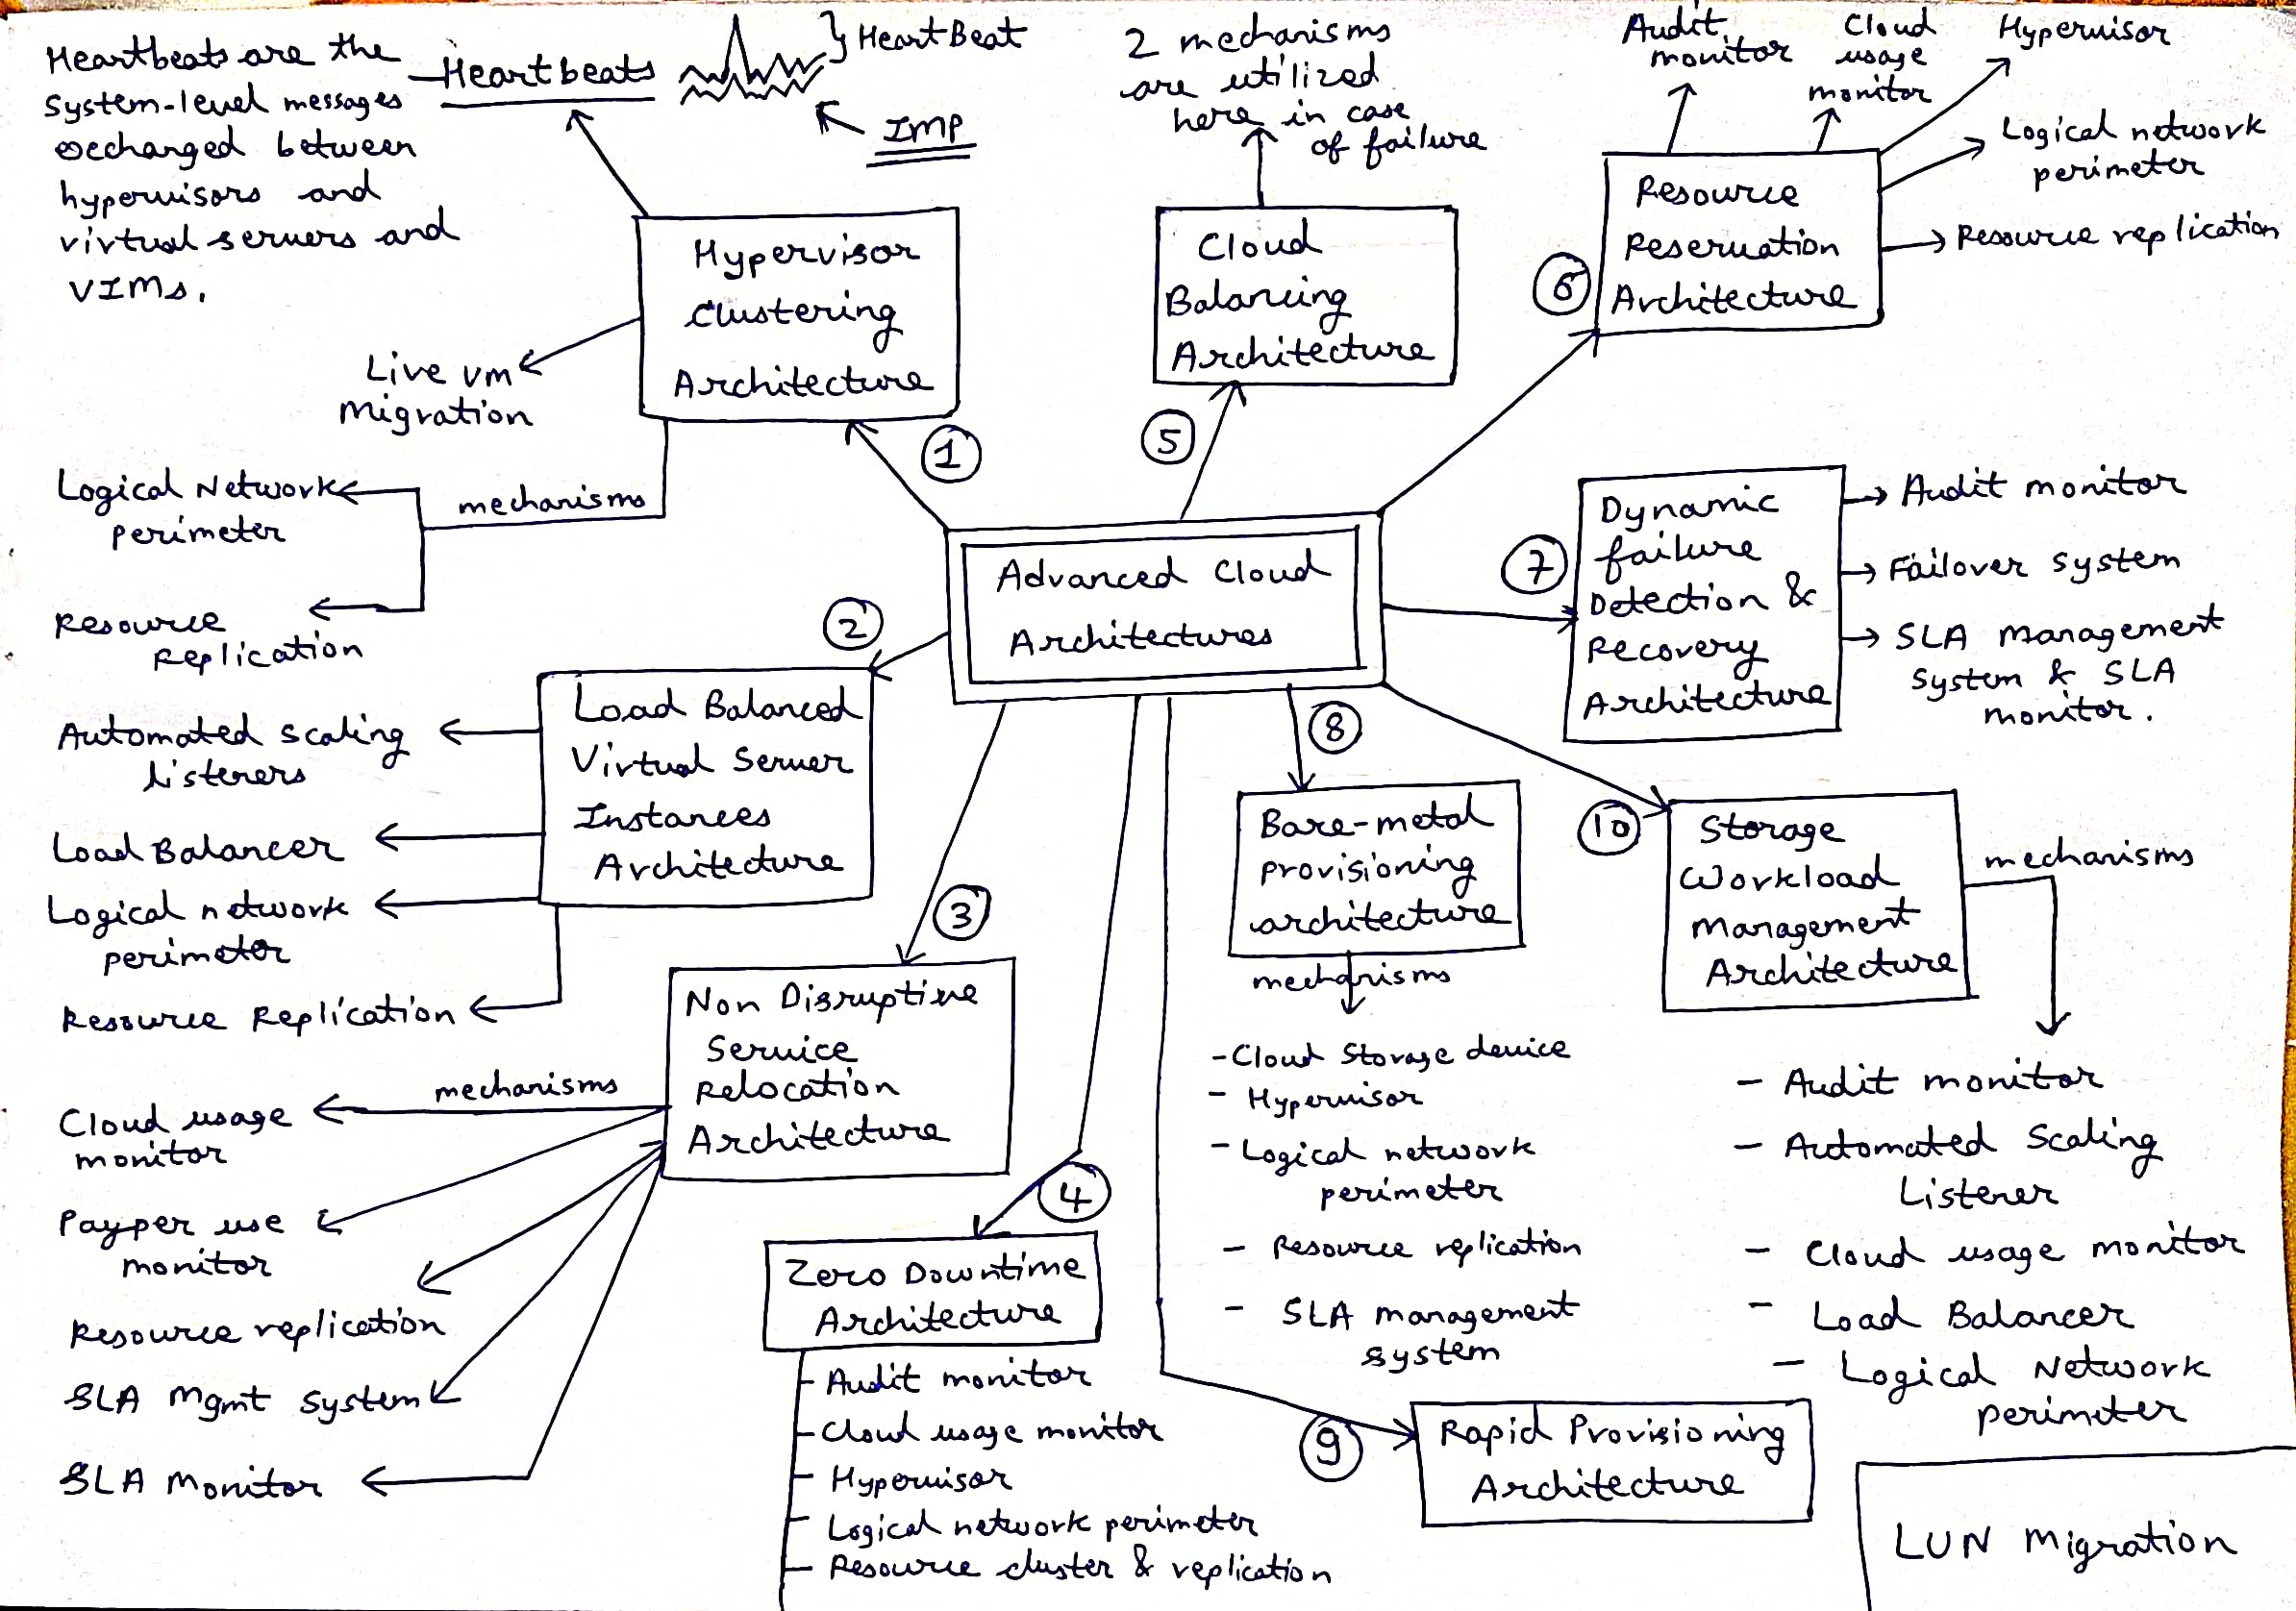 Heartbeats are the
system-level messages
exchanged between
hypervisors and
virtual servers and
VIMs.
Heartbeats
HeartBeat
IMP
Hypervisor
Clustering
Architecture
Live VM
Migration
mechanisms
Logical Network
Perimeter
Resource
Replication
1
2 mechanisms
are utilized
here in case
of failure
Cloud
Balancing
Architecture
5
Audit
monitor
Cloud
usage
monitor
Hypervisor
Logical network
perimeter
Resource replication
Resource
Reservation
Architecture
6
Advanced Cloud
Architectures
7
Dynamic
failure
Detection &
Recovery
Architecture
Audit monitor
Failover system
SLA Management
System & SLA
monitor.
2
Load Balanced
Virtual Server
Instances
Architecture
Automated scaling
listeners
Load Balancer
Logical network
perimeter
Resource Replication
3
Non Disruptive
Service
Relocation
Architecture
mechanisms
Cloud usage
monitor
Pay per use
monitor
Resource replication
SLA Mgmt System
SLA Monitor
4
Zero Downtime
Architecture
Audit monitor
Cloud usage monitor
Hypervisor
Logical network perimeter
Resource cluster & replication
8
Bare-metal
provisioning
architecture
mechanisms
- Cloud Storage device
- Hypervisor
- Logical network
perimeter
- Resource replication
- SLA management
system
9
Rapid Provisioning
Architecture
10
Storage
Workload
Management
Architecture
mechanisms
- Audit monitor
- Automated Scaling
Listener
- Cloud usage monitor
- Load Balancer
- Logical Network
perimeter
LUN Migration